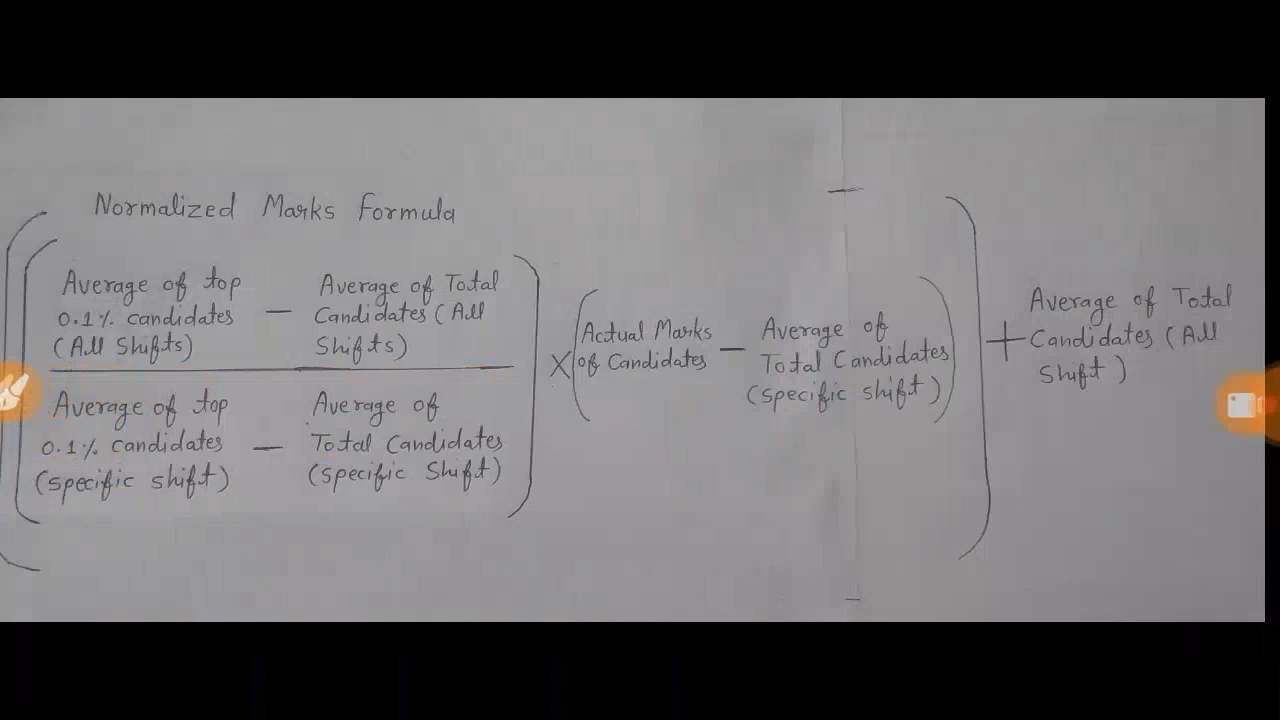 Normalized Marks Formula
Average of top
0.1% candidates
(All Shifts)
—
Average of Total
Candidates (All
Shifts)
Average of top
0.1% candidates
(specific shift)
—
Average of
Total Candidates
(specific Shift)
X
Actual Marks
of Candidates
—
Average of
Total Candidates
(specific shift)
+
Average of Total
Candidates (All
Shift)